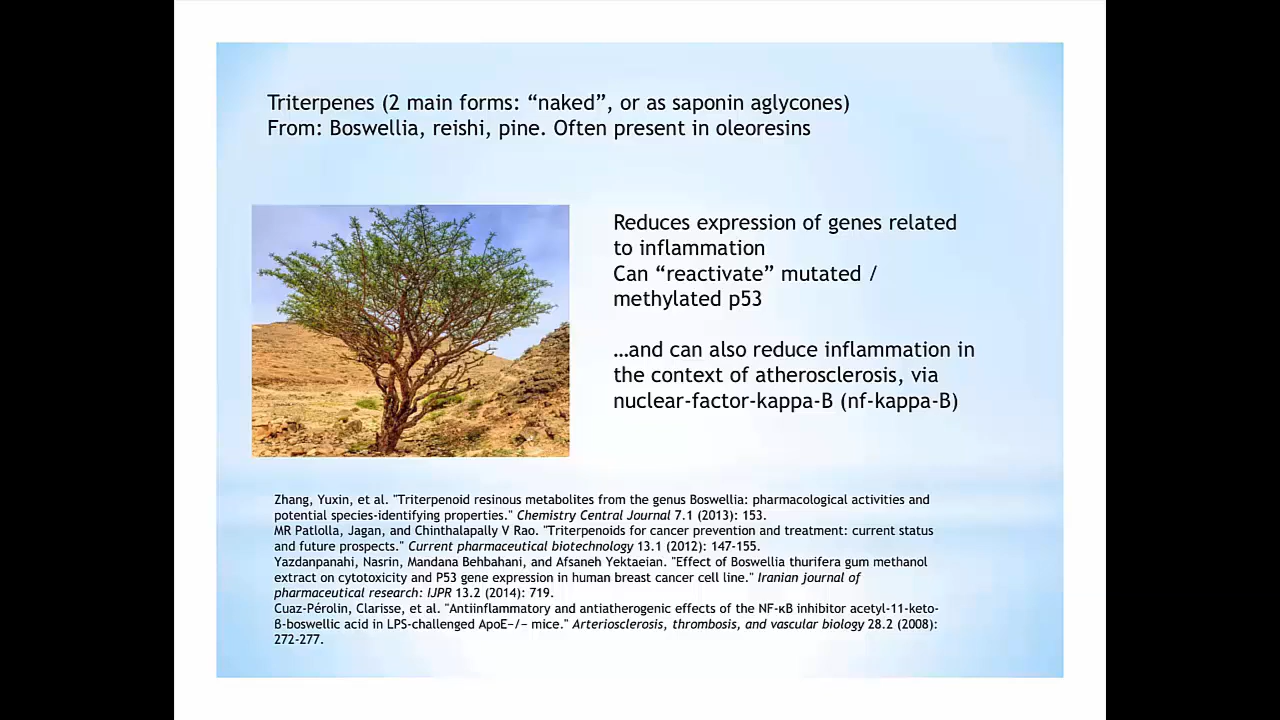 Triterpenes (2 main forms: “naked”, or as saponin aglycones)
From: Boswellia, reishi, pine. Often present in oleoresins
Reduces expression of genes related
to inflammation
Can “reactivate” mutated /
methylated p53
…and can also reduce inflammation in
the context of atherosclerosis, via
nuclear-factor-kappa-B (nf-kappa-B)
Zhang, Yuxin, et al. "Triterpenoid resinous metabolites from the genus Boswellia: pharmacological activities and
potential species-identifying properties." Chemistry Central Journal 7.1 (2013): 153.
MR Patlolla, Jagan, and Chinthalapally V Rao. "Triterpenoids for cancer prevention and treatment: current status
and future prospects." Current pharmaceutical biotechnology 13.1 (2012): 147-155.
Yazdanpanahi, Nasrin, Mandana Behbahani, and Afsaneh Yektaeian. "Effect of Boswellia thurifera gum methanol
extract on cytotoxicity and P53 gene expression in human breast cancer cell line." Iranian journal of
pharmaceutical research: IJPR 13.2 (2014): 719.
Cuaz-Pérolin, Clarisse, et al. "Antiinflammatory and antiatherogenic effects of the NF-κB inhibitor acetyl-11-keto-
β-boswellic acid in LPS-challenged ApoE−/− mice." Arteriosclerosis, thrombosis, and vascular biology 28.2 (2008):
272-277.